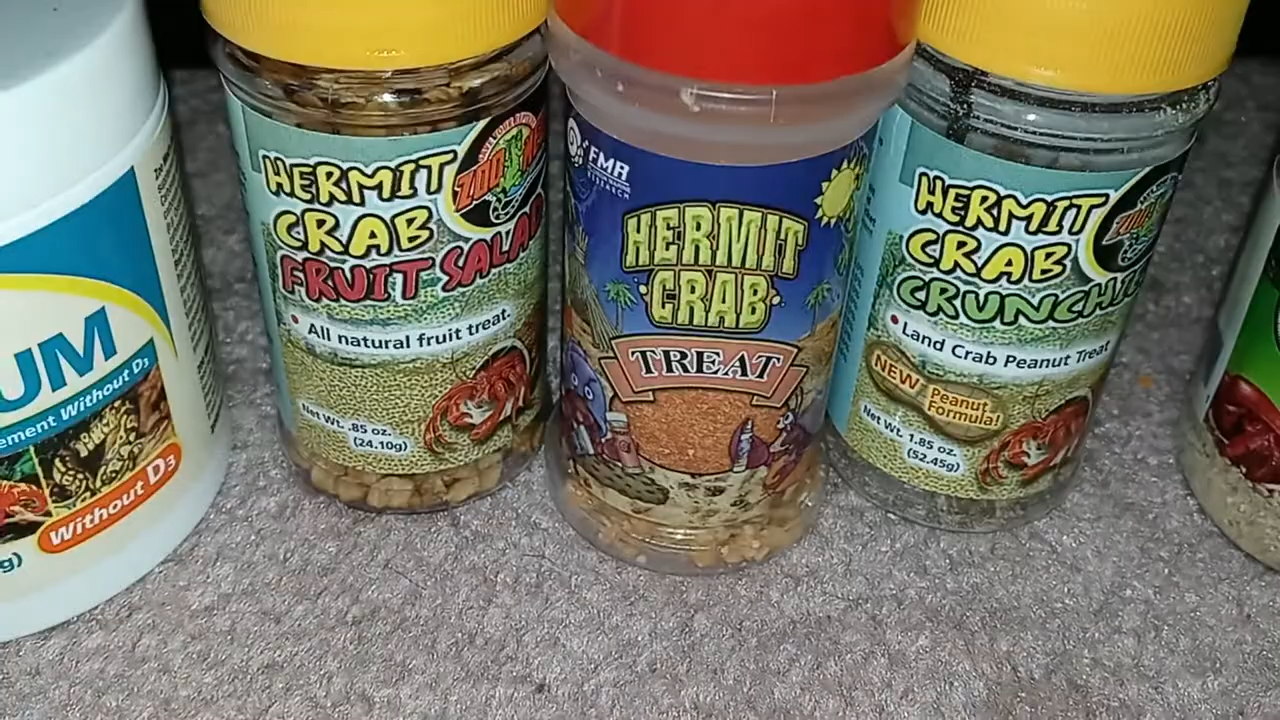 UM
ement Without D3
Without D3
g)
HERMIT
CRAB
FRUIT SALAD
ZOO
All natural fruit treat.
Net Wt. .85 oz.
(24.10g)
FMR
RESEARCH
HERMIT
CRAB
TREAT
HERMIT
CRAB
CRUNCHI
Land Crab Peanut Treat
NEW Peanut
Formula!
Net Wt. 1.85 oz.
(52.45g)